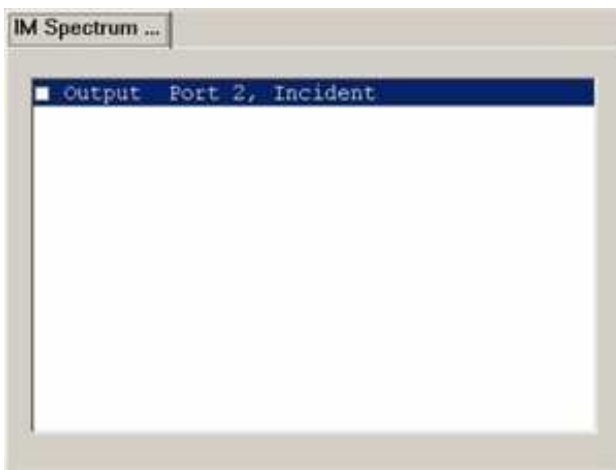 IM Spectrum ...
Output Port 2, Incident